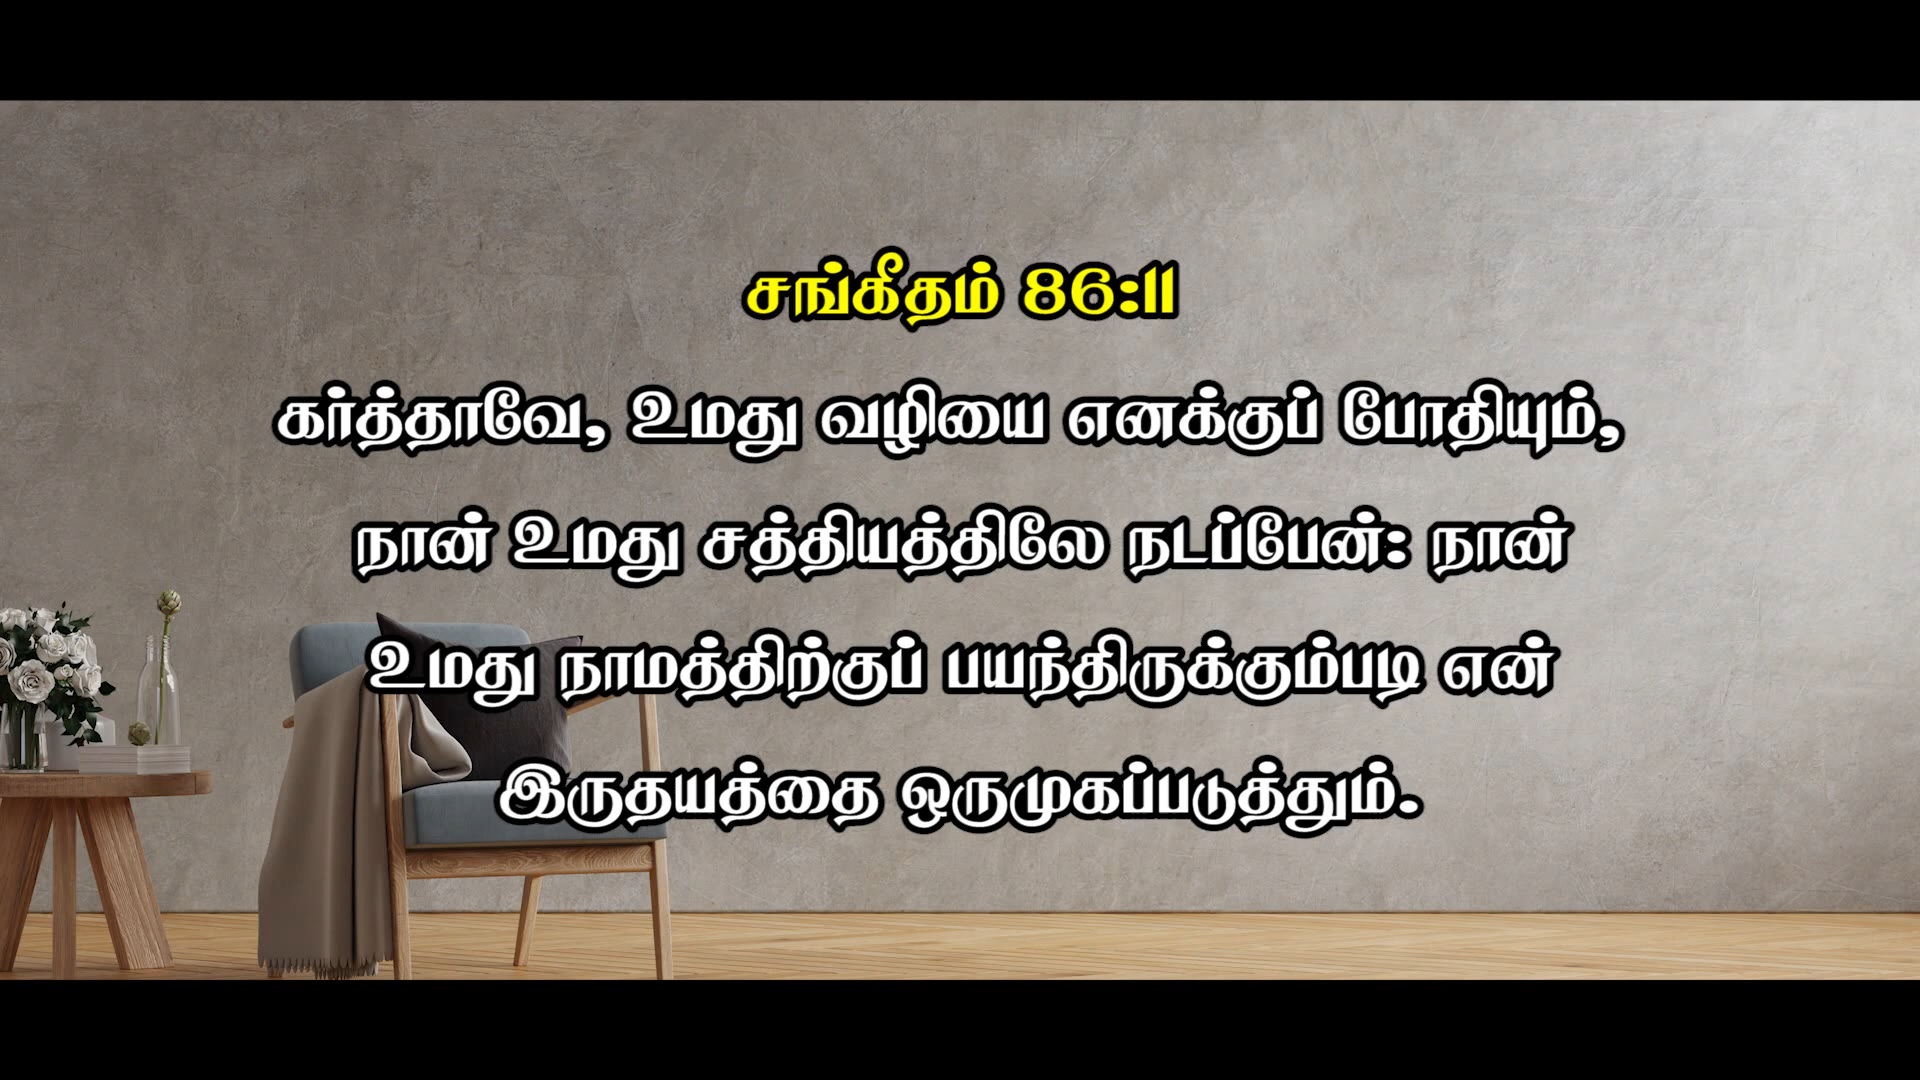 சங்கீதம் 86:11
கர்த்தாவே, உமது வழியை எனக்குப் போதியும்,
நான் உமது சத்தியத்திலே நடப்பேன்: நான்
உமது நாமத்திற்குப் பயந்திருக்கும்படி என்
இருதயத்தை ஒருமுகப்படுத்தும்.